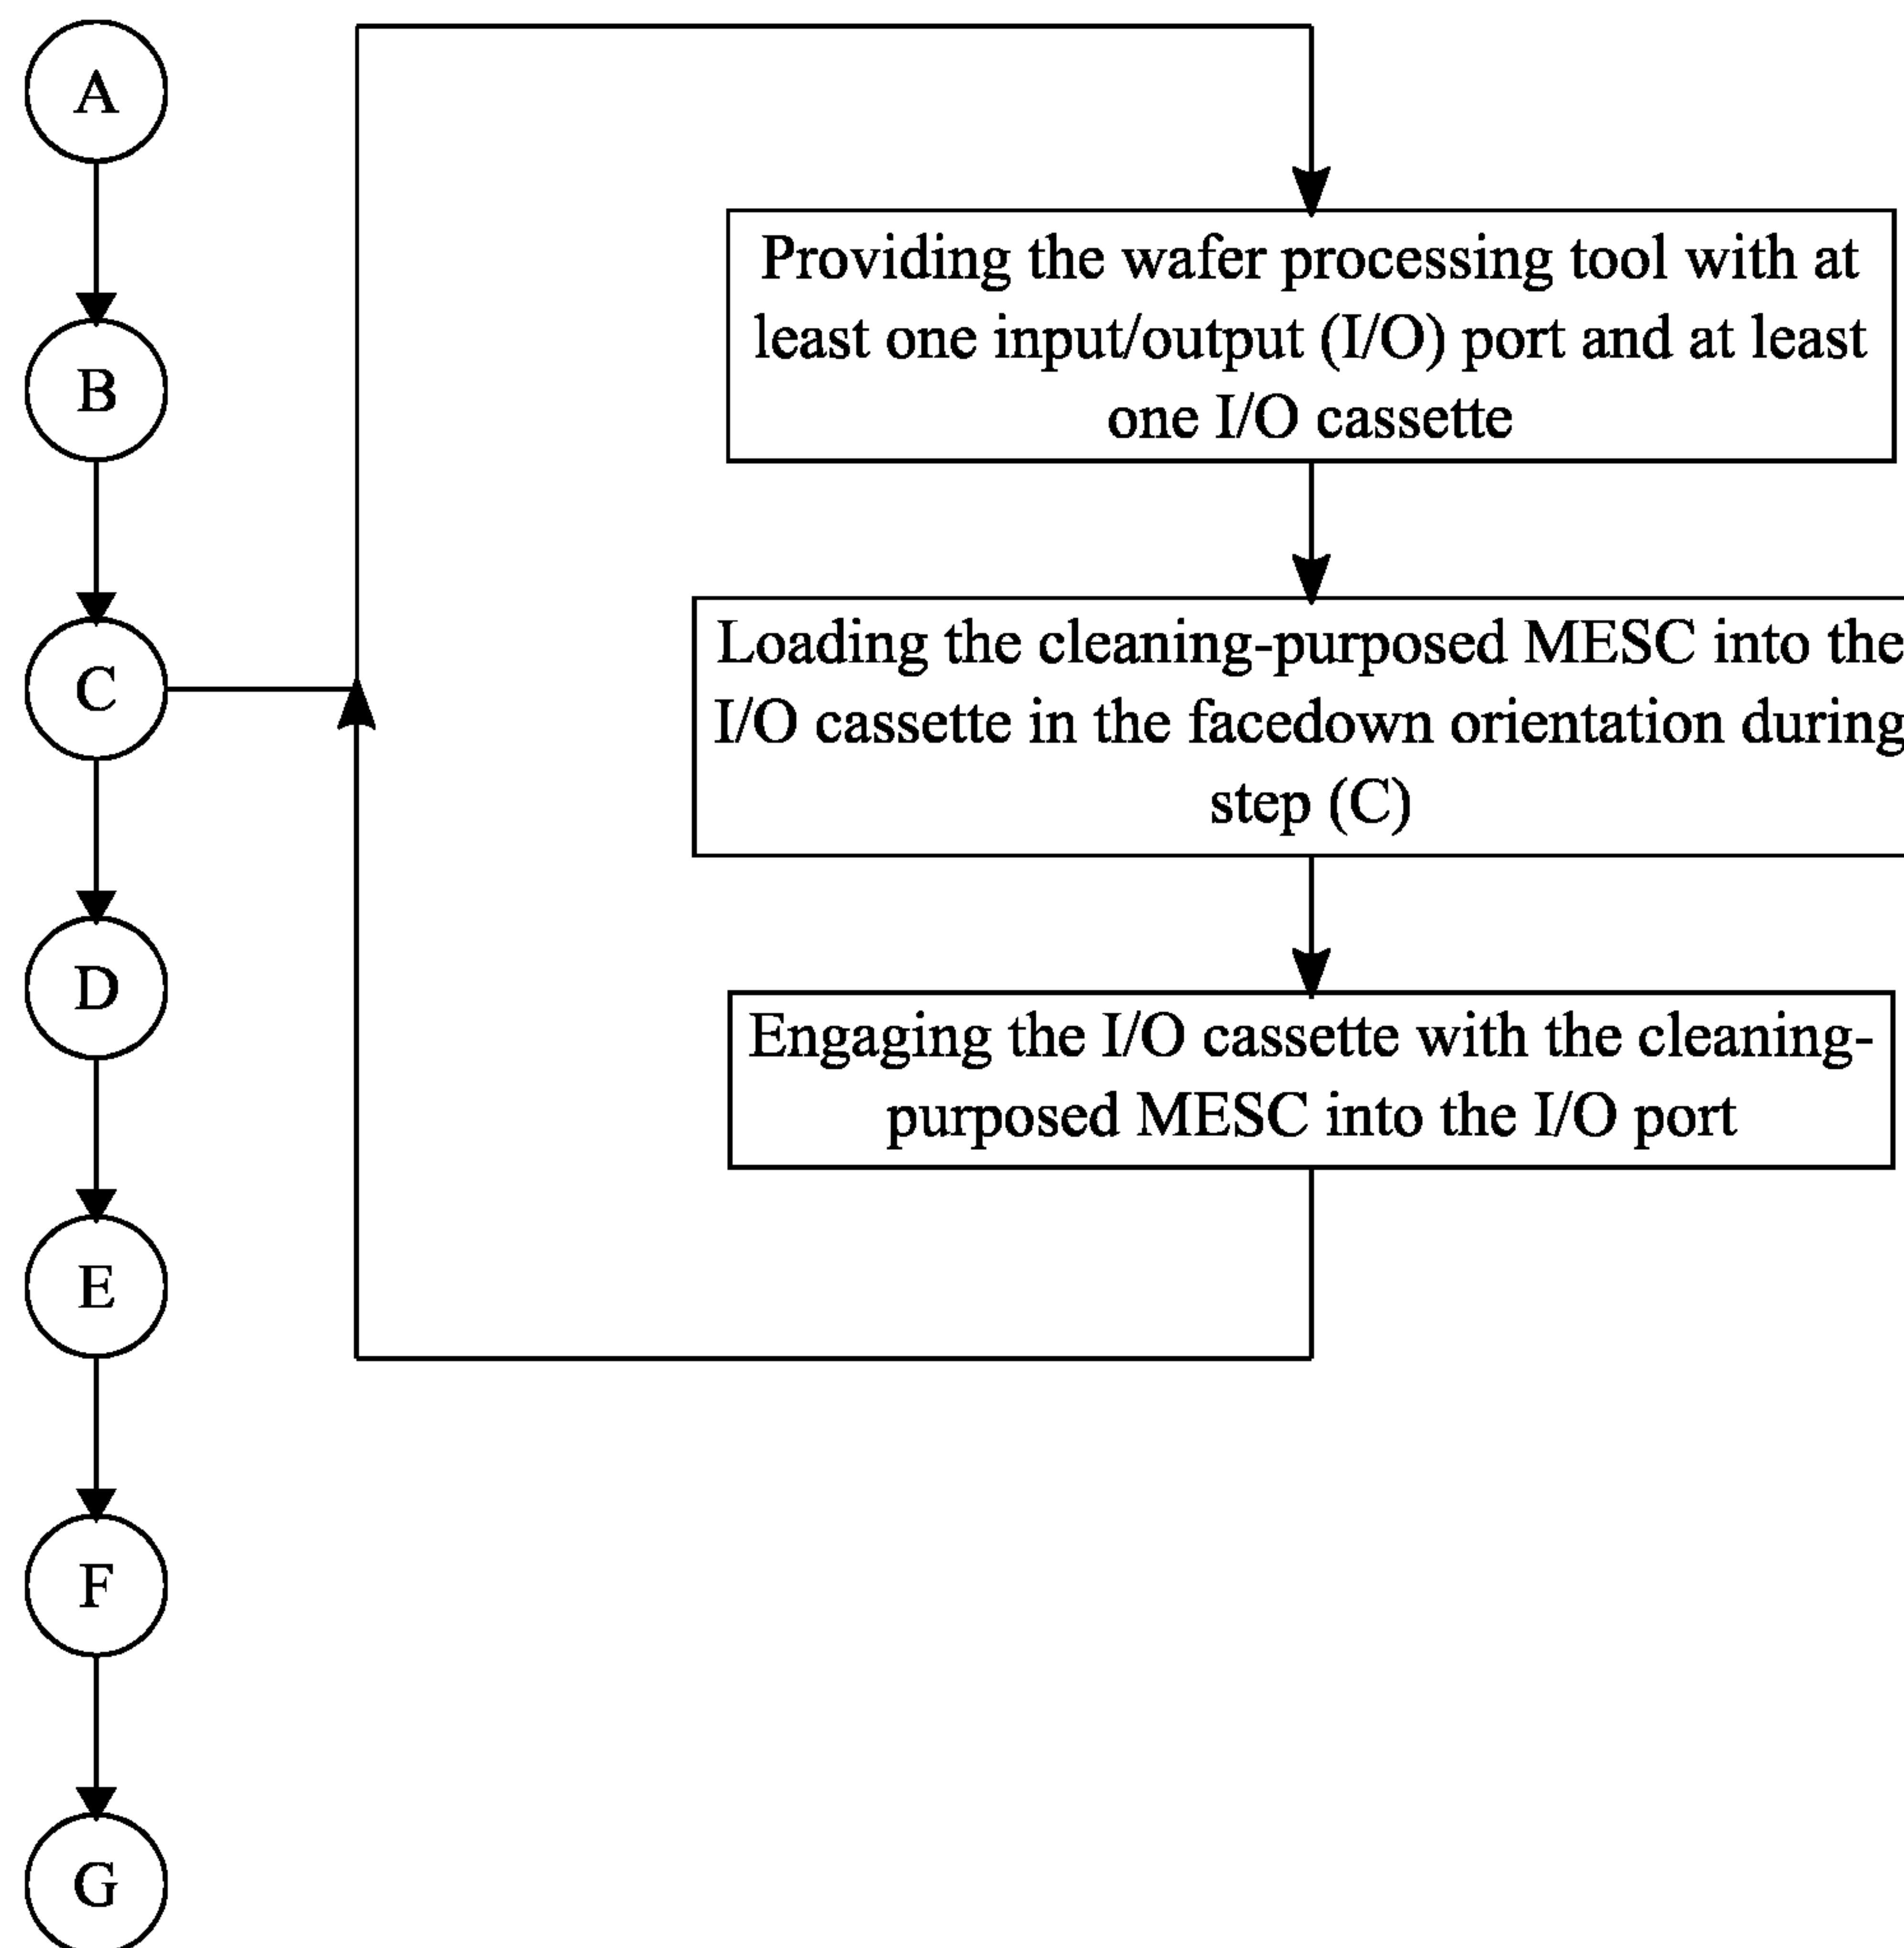 A
B
C
D
E
F
G
Providing the wafer processing tool with at
least one input/output (I/O) port and at least
one I/O cassette
Loading the cleaning-purposed MESC into the
I/O cassette in the facedown orientation during
step (C)
Engaging the I/O cassette with the cleaning-
purposed MESC into the I/O port